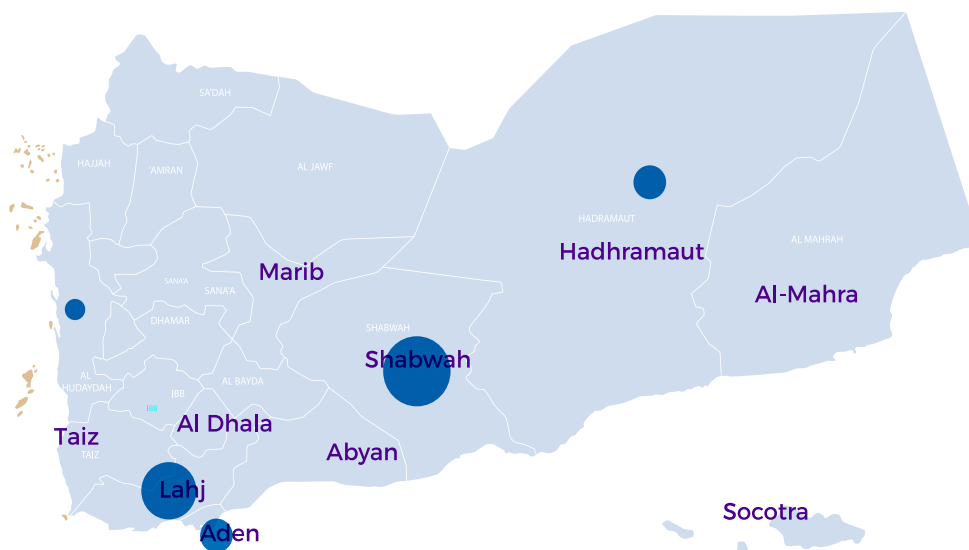 SA'DAH
HAJJAH
'AMRAN
AL JAWF
HADRAMAUT
AL MAHRAH
Hadhramaut
Marib
SANA'A
SANA'A
Al-Mahra
DHAMAR
SHABWAH
Shabwah
AL
HUDAYDAH
AL BAYDA
IBB
Al Dhala
Taiz
TAIZ
Abyan
Lahj
Socotra
Aden